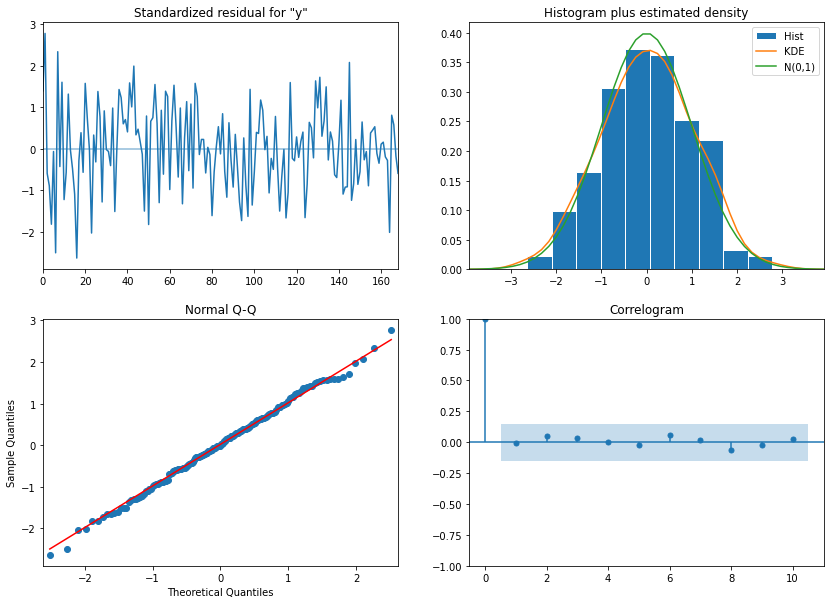 Standardized residual for "y"
3
2
1
0
−1
−2
0 20 40 60 80 100 120 140 160
Histogram plus estimated density
0.40
0.35
0.30
0.25
0.20
0.15
0.10
0.05
0.00
−3 −2 −1 0 1 2 3
Hist
KDE
N(0,1)
Normal Q-Q
Sample Quantiles
3
2
1
0
−1
−2
−2 −1 0 1 2
Theoretical Quantiles
Correlogram
1.00
0.75
0.50
0.25
0.00
−0.25
−0.50
−0.75
−1.00
0 2 4 6 8 10